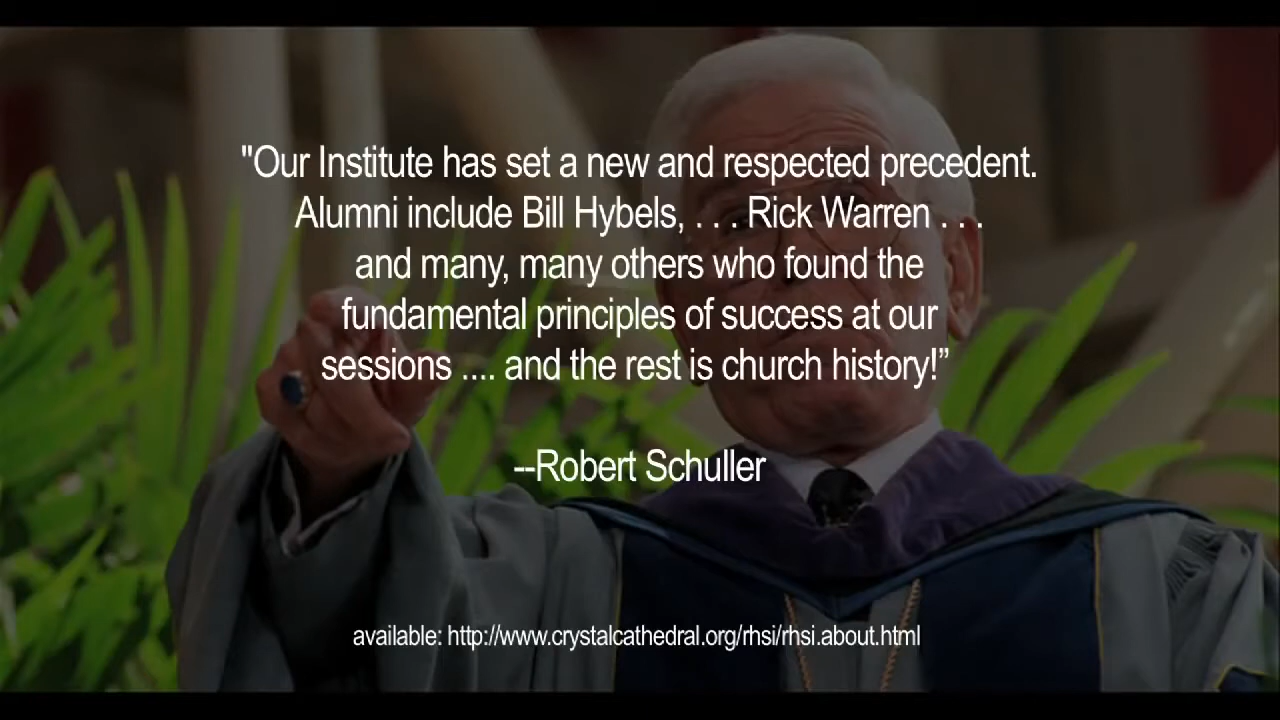 "Our Institute has set a new and respected precedent.
Alumni include Bill Hybels, . . . Rick Warren . . .
and many, many others who found the
fundamental principles of success at our
sessions .... and the rest is church history!”
--Robert Schuller
available: http://www.crystalcathedral.org/rhsi/rhsi.about.html